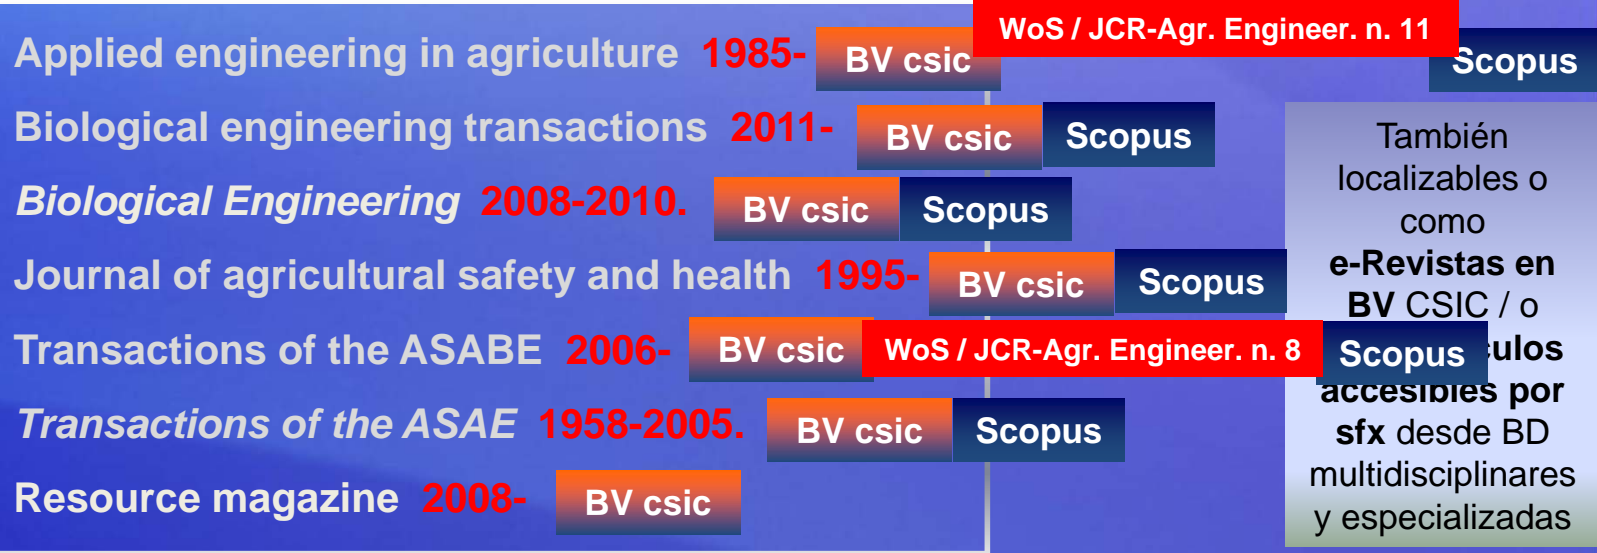 WoS / JCR-Agr. Engineer. n. 11
Applied engineering in agriculture 1985- BV csic Scopus
Biological engineering transactions 2011- BV csic Scopus
Biological Engineering 2008-2010. BV csic Scopus
Journal of agricultural safety and health 1995- BV csic Scopus
Transactions of the ASABE 2006- BV csic WoS / JCR-Agr. Engineer. n. 8 Scopus
Transactions of the ASAE 1958-2005. BV csic Scopus
Resource magazine 2008- BV csic
También
localizables o
como
e-Revistas en
BV CSIC / o
culos
accesibles por
sfx desde BD
multidisciplinares
y especializadas